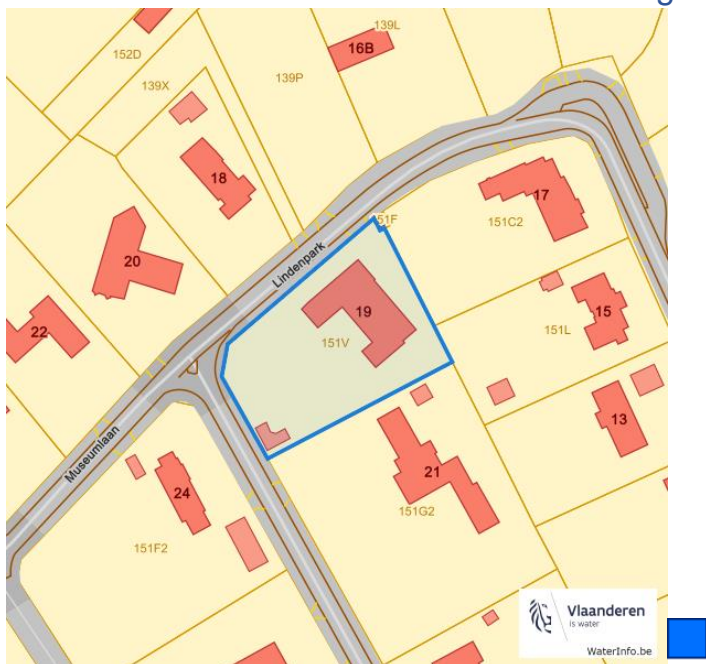 g
139L
152D
16B
139X
139P
18
17
151F
151C2
20
Lindenpark
19
15
22
151V
151L
13
Museumlaan
21
24
151G2
151F2
Vlaanderen
is water
WaterInfo.be